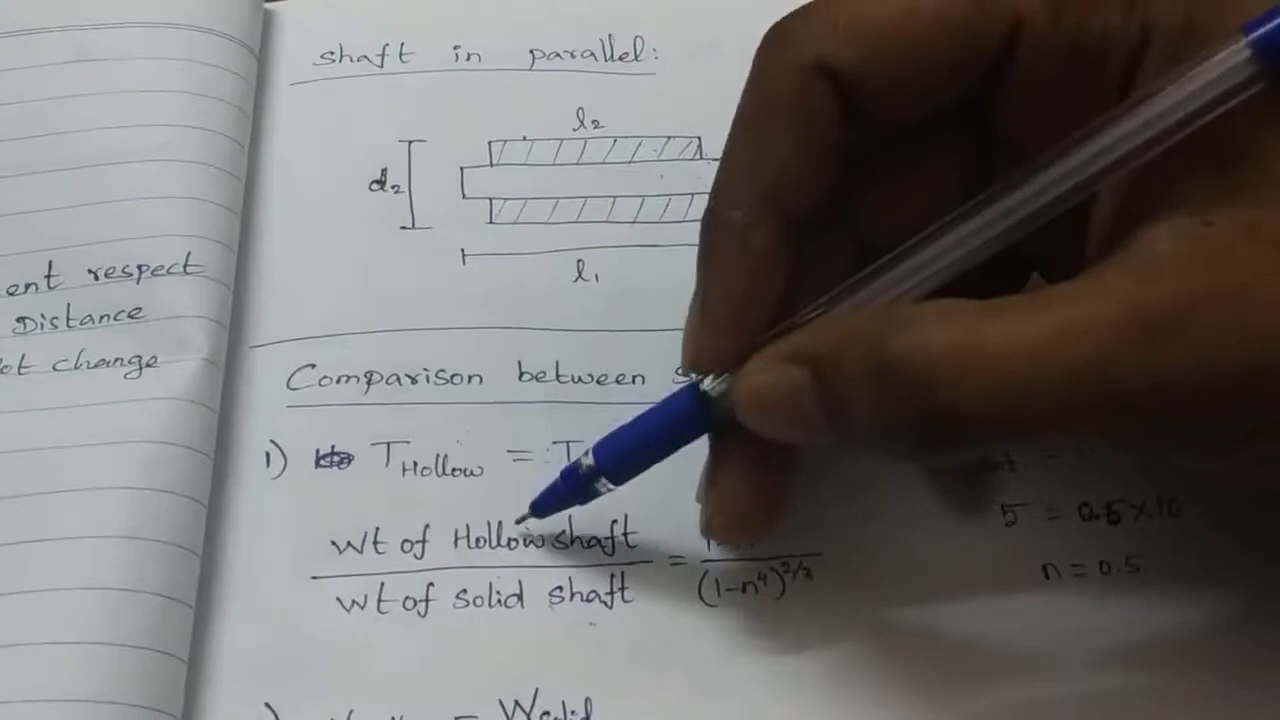 shaft in parallel:
l2
d2
l1
ent respect
Distance
ot change
Comparison between
1) THollow =
5 = 0.5×10
n = 0.5
Wt of Hollow shaft
Wt of Solid shaft
=
(1-n⁴)^2/3